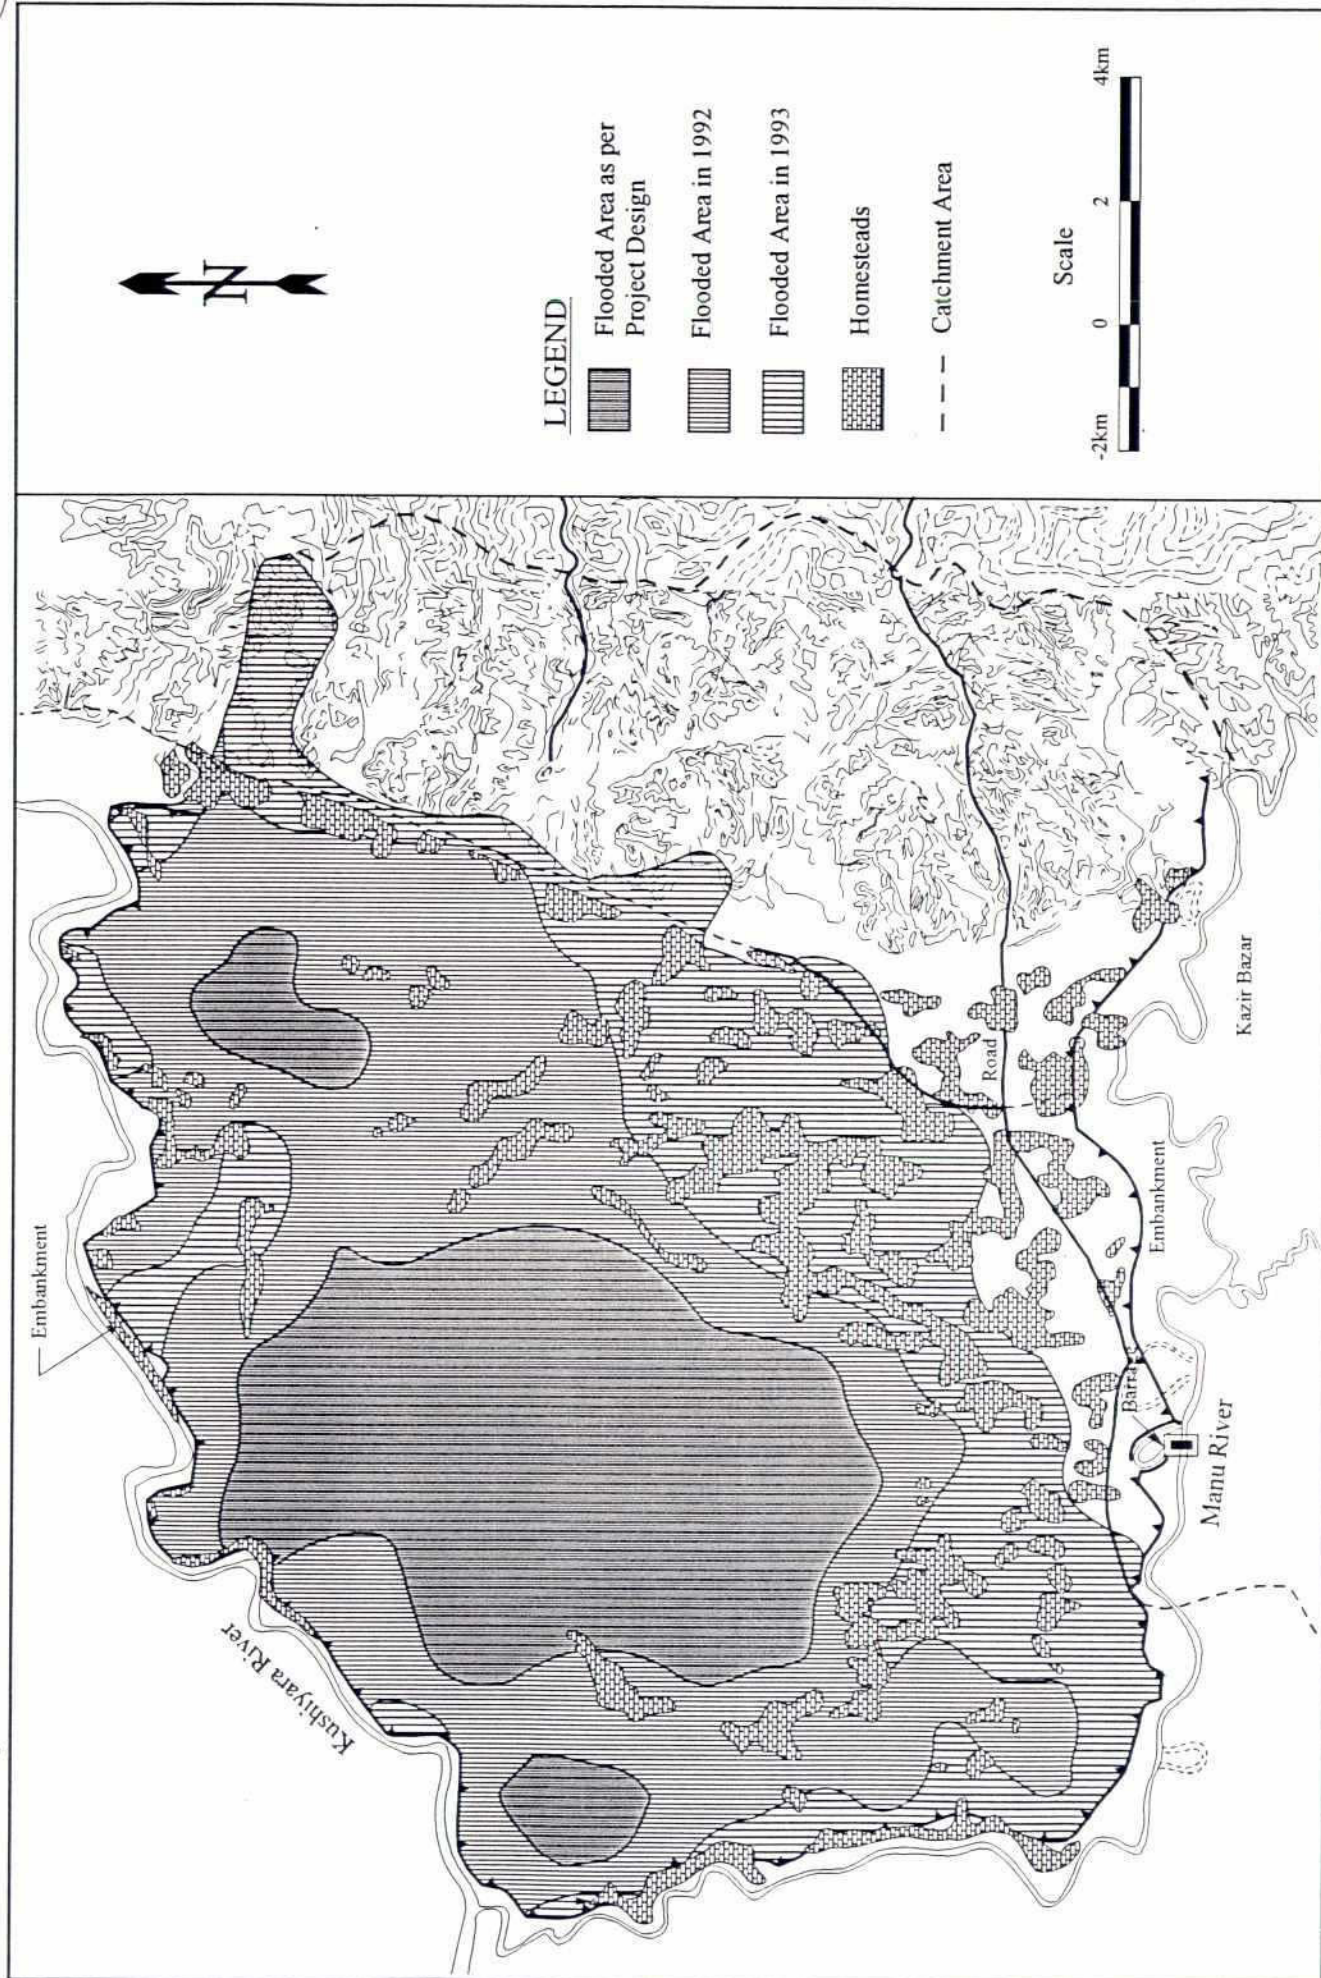 Embankment
Kushiyara River
Road
Embankment
Kazir Bazar
Manu River
N
LEGEND
Flooded Area as per
Project Design
Flooded Area in 1992
Flooded Area in 1993
Homesteads
Catchment Area
Scale
-2km 0 2 4km